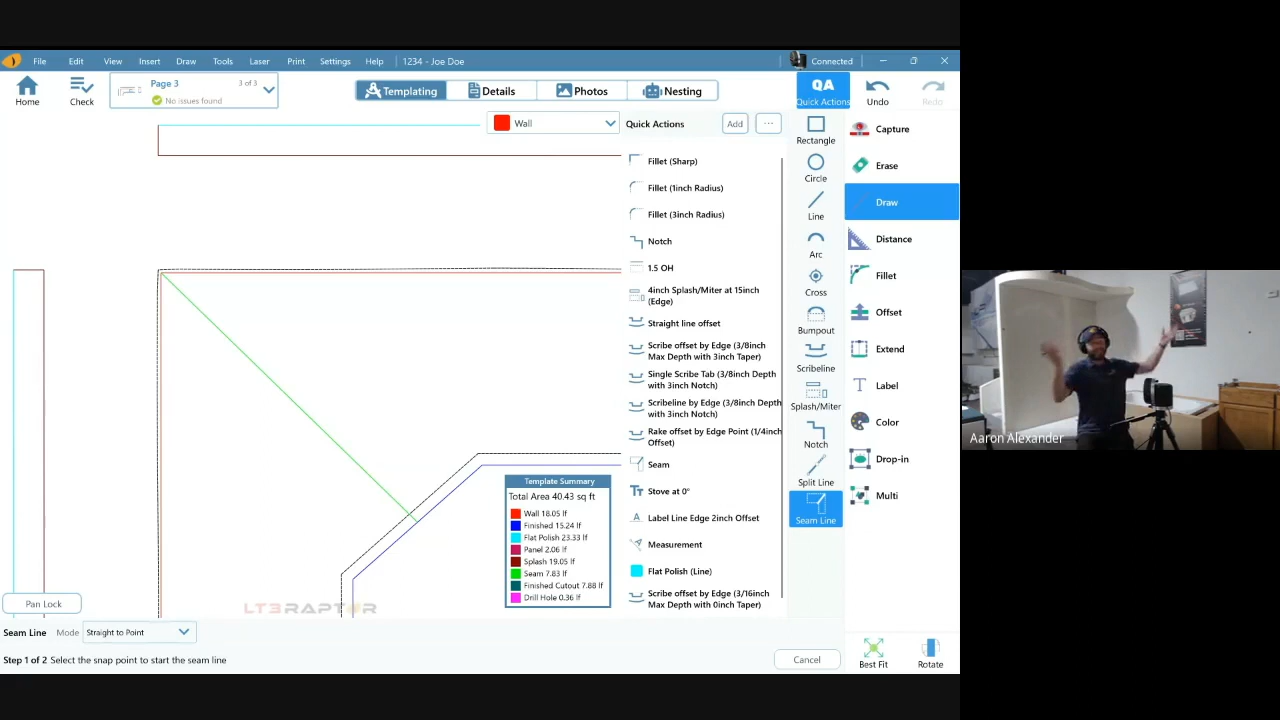 File Edit View Insert Draw Tools Laser Print Settings Help 1234 - Joe Doe Connected
Home
Check
Page 3 3 of 3
No issues found
Templating Details Photos Nesting
QA
Quick Actions
Undo
Redo
Wall
Quick Actions Add ...
Fillet (Sharp)
Fillet (1inch Radius)
Fillet (3inch Radius)
Notch
1.5 OH
4inch Splash/Miter at 15inch
(Edge)
Straight line offset
Scribe offset by Edge (3/8inch
Max Depth with 3inch Taper)
Single Scribe Tab (3/8inch Depth
with 3inch Notch)
Scribeline by Edge (3/8inch Depth
with 3inch Notch)
Rake offset by Edge Point (1/4inch
Offset)
Seam
Stove at 0°
Label Line Edge 2inch Offset
Measurement
Flat Polish (Line)
Scribe offset by Edge (3/16inch
Max Depth with 0inch Taper)
Rectangle
Circle
Line
Arc
Cross
Bumpout
Scribeline
Splash/Miter
Notch
Split Line
Seam Line
Capture
Erase
Draw
Distance
Fillet
Offset
Extend
Label
Color
Drop-in
Multi
Best Fit
Rotate
Template Summary
Total Area 40.43 sq ft
Wall 18.05 lf
Finished 15.24 lf
Flat Polish 23.33 lf
Panel 2.06 lf
Splash 19.05 lf
Seam 7.83 lf
Finished Cutout 7.88 lf
Drill Hole 0.36 lf
Pan Lock
LT3RAPTOR
Seam Line Mode Straight to Point
Step 1 of 2 Select the snap point to start the seam line
Cancel
Aaron Alexander